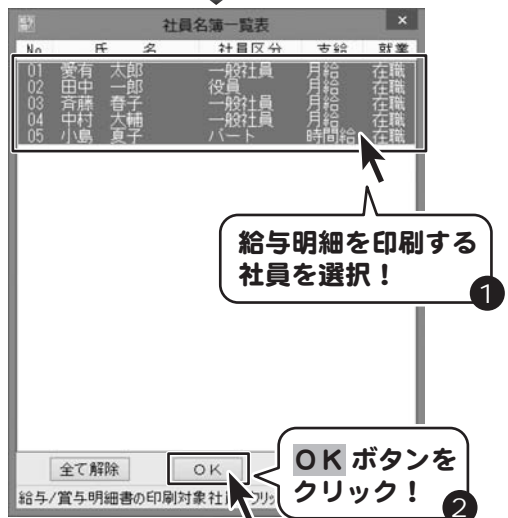 社員名簿一覧表 ×
No 氏 名 社員区分 支給 就業
01 愛有 太郎 一般社員 月給 在職
02 田中 一郎 役員 月給 在職
03 斉藤 春子 一般社員 月給 在職
04 中村 大輔 一般社員 月給 在職
05 小島 夏子 パート 時間給 在職
給与明細を印刷する
社員を選択！
1
全て解除 OK
OK ボタンを
クリック！
2
給与/賞与明細書の印刷対象社